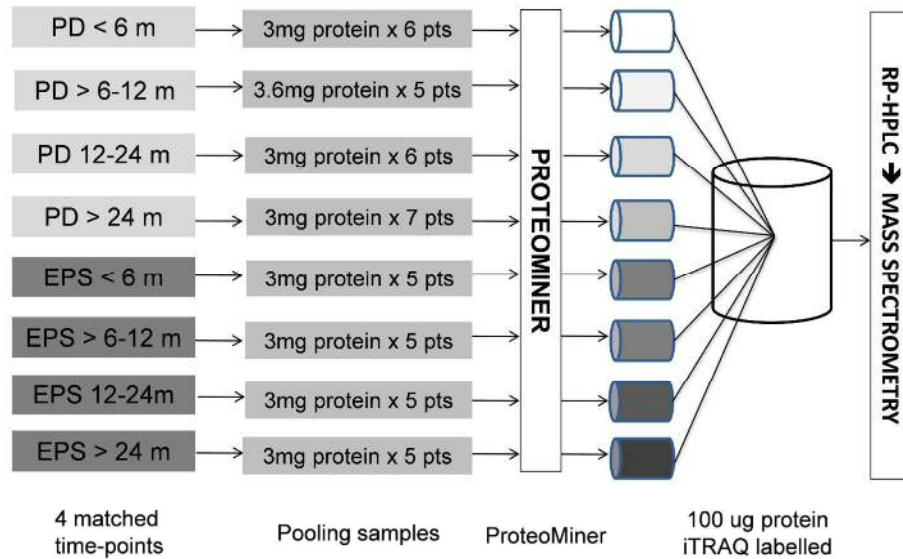 PD < 6 m
3mg protein x 6 pts
PD > 6-12 m
3.6mg protein x 5 pts
PD 12-24 m
3mg protein x 6 pts
PD > 24 m
3mg protein x 7 pts
EPS < 6 m
3mg protein x 5 pts
EPS > 6-12 m
3mg protein x 5 pts
EPS 12-24m
3mg protein x 5 pts
EPS > 24 m
3mg protein x 5 pts
PROTEOMINER
RP-HPLC → MASS SPECTROMETRY
4 matched
time-points
Pooling samples
ProteoMiner
100 ug protein
iTRAQ labelled